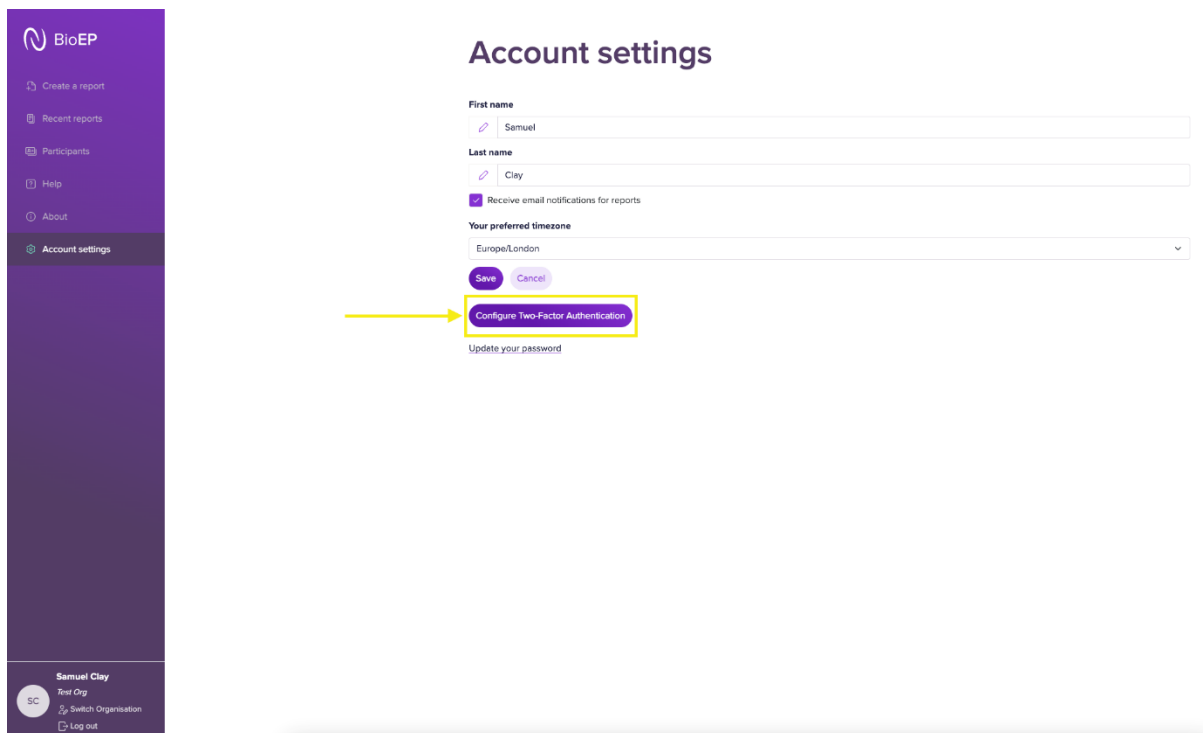 BioEP
Create a report
Recent reports
Participants
Help
About
Account settings
Account settings
First name
Samuel
Last name
Clay
Receive email notifications for reports
Your preferred timezone
Europe/London
Save Cancel
Configure Two-Factor Authentication
Update your password
Samuel Clay
SC
Test Org
Switch Organisation
Log out